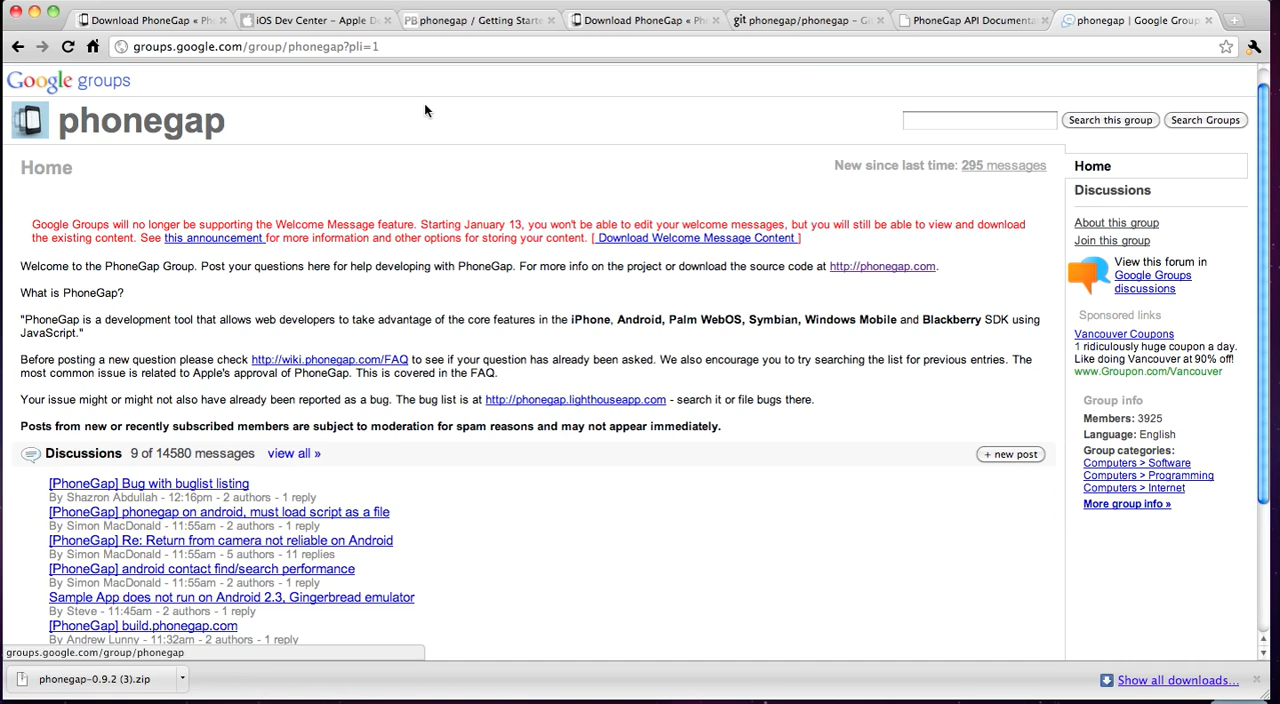 Download PhoneGap « P
iOS Dev Center - Apple D
PB phonegap / Getting Starte
Download PhoneGap « P
git phonegap/phonegap - G
PhoneGap API Documenta
phonegap | Google Grou
groups.google.com/group/phonegap?pli=1
Google groups
phonegap
Search this group
Search Groups
Home
New since last time: 295 messages
Google Groups will no longer be supporting the Welcome Message feature. Starting January 13, you won't be able to edit your welcome messages, but you will still be able to view and download
the existing content. See this announcement for more information and other options for storing your content. [ Download Welcome Message Content ]
Welcome to the PhoneGap Group. Post your questions here for help developing with PhoneGap. For more info on the project or download the source code at http://phonegap.com.
What is PhoneGap?
"PhoneGap is a development tool that allows web developers to take advantage of the core features in the iPhone, Android, Palm WebOS, Symbian, Windows Mobile and Blackberry SDK using
JavaScript."
Before posting a new question please check http://wiki.phonegap.com/FAQ to see if your question has already been asked. We also encourage you to try searching the list for previous entries. The
most common issue is related to Apple's approval of PhoneGap. This is covered in the FAQ.
Your issue might or might not also have already been reported as a bug. The bug list is at http://phonegap.lighthouseapp.com - search it or file bugs there.
Posts from new or recently subscribed members are subject to moderation for spam reasons and may not appear immediately.
Discussions 9 of 14580 messages view all »
+ new post
[PhoneGap] Bug with buglist listing
By Shazron Abdullah - 12:16pm - 2 authors - 1 reply
[PhoneGap] phonegap on android, must load script as a file
By Simon MacDonald - 11:55am - 2 authors - 1 reply
[PhoneGap] Re: Return from camera not reliable on Android
By Simon MacDonald - 11:55am - 5 authors - 11 replies
[PhoneGap] android contact find/search performance
By Simon MacDonald - 11:55am - 2 authors - 1 reply
Sample App does not run on Android 2.3, Gingerbread emulator
By Steve - 11:45am - 2 authors - 1 reply
[PhoneGap] build.phonegap.com
By Andrew Lunny - 11:32am - 2 authors - 1 reply
Home
Discussions
About this group
Join this group
View this forum in
Google Groups
discussions
Sponsored links
Vancouver Coupons
1 ridiculously huge coupon a day.
Like doing Vancouver at 90% off!
www.Groupon.com/Vancouver
Group info
Members: 3925
Language: English
Group categories:
Computers > Software
Computers > Programming
Computers > Internet
More group info »
groups.google.com/group/phonegap
phonegap-0.9.2 (3).zip
Show all downloads...